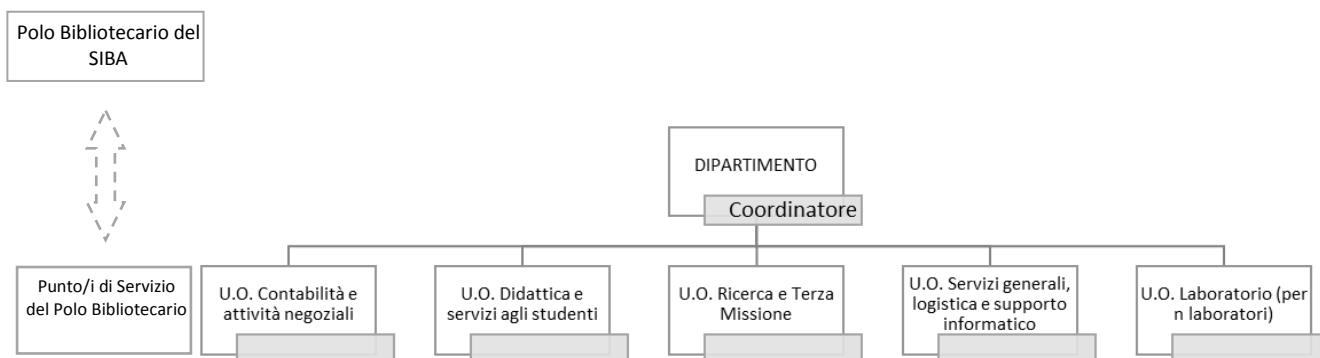 Polo Bibliotecario del
SIBA
DIPARTIMENTO
Coordinatore
Punto/i di Servizio
del Polo Bibliotecario
U.O. Contabilità e
attività negoziali
U.O. Didattica e
servizi agli studenti
U.O. Ricerca e Terza
Missione
U.O. Servizi generali,
logistica e supporto
informatico
U.O. Laboratorio (per
n laboratori)